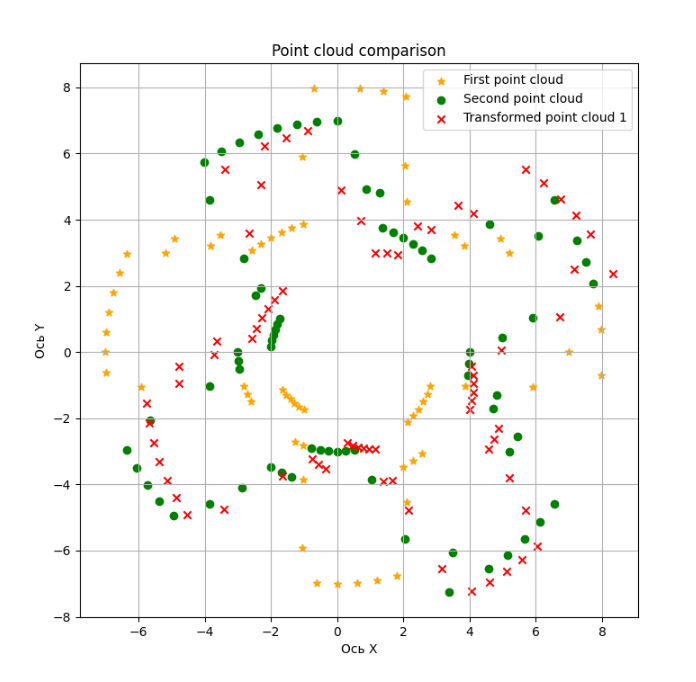 Point cloud comparison
First point cloud
Second point cloud
Transformed point cloud 1
8
6
4
2
0
−2
−4
−6
−8
Ось Y
−6 −4 −2 0 2 4 6 8
Ось X